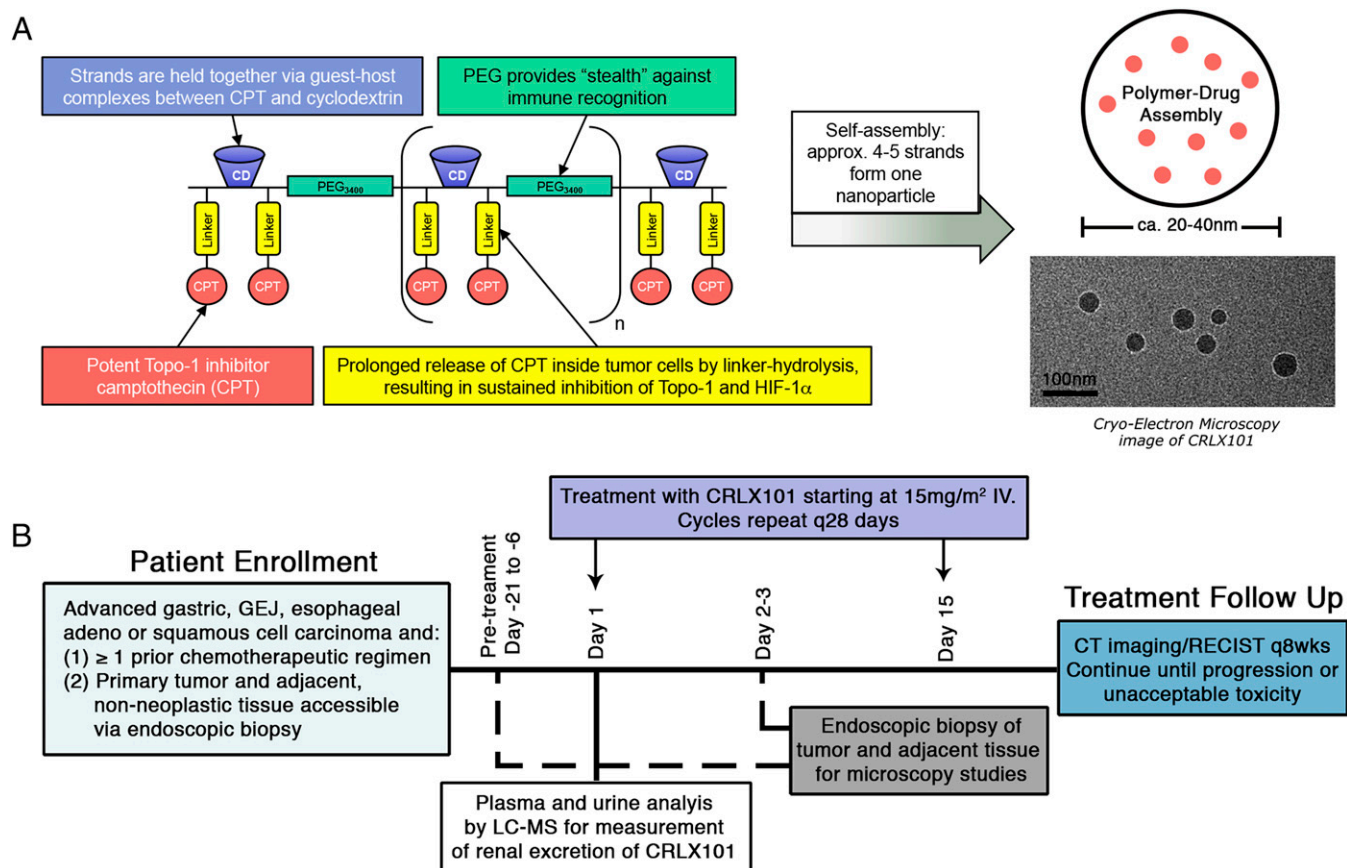 A
Strands are held together via guest-host
complexes between CPT and cyclodextrin
PEG provides “stealth” against
immune recognition
CD
PEG3400
CD
PEG3400
CD
Linker
Linker
Linker
Linker
Linker
Linker
CPT
CPT
CPT
CPT
CPT
CPT
n
Potent Topo-1 inhibitor
camptothecin (CPT)
Prolonged release of CPT inside tumor cells by linker-hydrolysis,
resulting in sustained inhibition of Topo-1 and HIF-1α
Self-assembly:
approx. 4-5 strands
form one
nanoparticle
Polymer-Drug
Assembly
ca. 20-40nm
100nm
Cryo-Electron Microscopy
image of CRLX101
B
Patient Enrollment
Advanced gastric, GEJ, esophageal
adeno or squamous cell carcinoma and:
(1) ≥ 1 prior chemotherapeutic regimen
(2) Primary tumor and adjacent,
non-neoplastic tissue accessible
via endoscopic biopsy
Treatment with CRLX101 starting at 15mg/m² IV.
Cycles repeat q28 days
Pre-treament
Day -21 to -6
Day 1
Day 2-3
Day 15
Plasma and urine analyis
by LC-MS for measurement
of renal excretion of CRLX101
Endoscopic biopsy of
tumor and adjacent tissue
for microscopy studies
Treatment Follow Up
CT imaging/RECIST q8wks
Continue until progression or
unacceptable toxicity